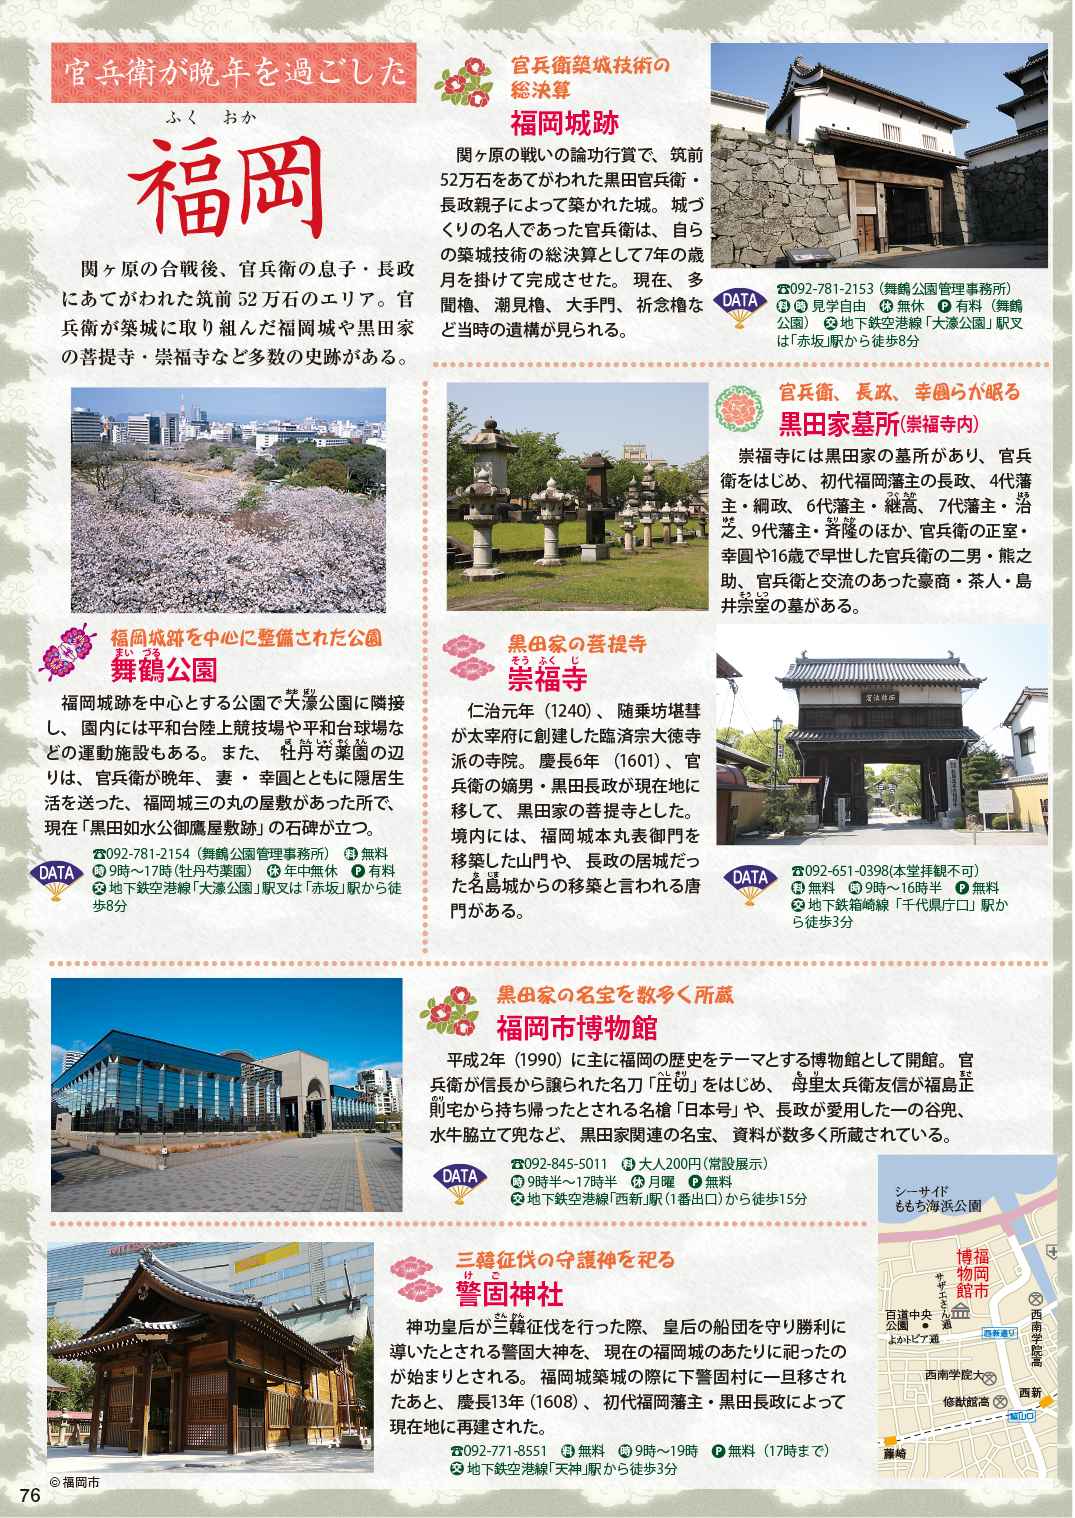 官兵衛が晩年を過ごした
ふく おか
福岡
関ヶ原の合戦後、官兵衛の息子・長政
にあてがわれた筑前52万石のエリア。官
兵衛が築城に取り組んだ福岡城や黒田家
の菩提寺・崇福寺など多数の史跡がある。
官兵衛築城技術の
総決算
福岡城跡
関ヶ原の戦いの論功行賞で、筑前
52万石をあてがわれた黒田官兵衛・
長政親子によって築かれた城。城づ
くりの名人であった官兵衛は、自ら
の築城技術の総決算として7年の歳
月を掛けて完成させた。現在、多
聞櫓、潮見櫓、大手門、祈念櫓な
ど当時の遺構が見られる。
DATA
☎092-781-2153（舞鶴公園管理事務所）
料 時 見学自由 休 無休 P 有料（舞鶴
公園） 交 地下鉄空港線「大濠公園」駅叉
は「赤坂」駅から徒歩8分
官兵衛、長政、幸圓らが眠る
黒田家墓所(崇福寺内)
崇福寺には黒田家の墓所があり、官兵
衛をはじめ、初代福岡藩主の長政、4代藩
つぐ たか はる
主・綱政、6代藩主・継高、7代藩主・治
ゆき なり たか
之、9代藩主・斉隆のほか、官兵衛の正室・
幸圓や16歳で早世した官兵衛の二男・熊之
助、官兵衛と交流のあった豪商・茶人・島
そう しつ
井宗室の墓がある。
福岡城跡を中心に整備された公園
まい づる
舞鶴公園
おお ぼり
福岡城跡を中心とする公園で大濠公園に隣接
し、園内には平和台陸上競技場や平和台球場な
ぼ たん しゃく やく えん
どの運動施設もある。また、牡丹芍薬園の辺
りは、官兵衛が晩年、妻・幸圓とともに隠居生
活を送った、福岡城三の丸の屋敷があった所で、
現在「黒田如水公御鷹屋敷跡」の石碑が立つ。
DATA
☎092-781-2154（舞鶴公園管理事務所） 料 無料
時 9時～17時（牡丹芍薬園） 休 年中無休 P 有料
交 地下鉄空港線「大濠公園」駅叉は「赤坂」駅から徒
歩8分
黒田家の菩提寺
そう ふく じ
崇福寺
仁治元年（1240）、随乗坊堪彗
が太宰府に創建した臨済宗大徳寺
派の寺院。慶長6年（1601）、官
兵衛の嫡男・黒田長政が現在地に
移して、黒田家の菩提寺とした。
境内には、福岡城本丸表御門を
移築した山門や、長政の居城だっ
な じま
た名島城からの移築と言われる唐
門がある。
DATA
☎092-651-0398(本堂拝観不可)
料 無料 時 9時～16時半 P 無料
交 地下鉄箱崎線「千代県庁口」駅か
ら徒歩3分
黒田家の名宝を数多く所蔵
福岡市博物館
平成2年（1990）に主に福岡の歴史をテーマとする博物館として開館。官
へし きり も り まさ
兵衛が信長から譲られた名刀「圧切」をはじめ、母里太兵衛友信が福島正
のり
則宅から持ち帰ったとされる名槍「日本号」や、長政が愛用した一の谷兜、
水牛脇立て兜など、黒田家関連の名宝、資料が数多く所蔵されている。
DATA
☎092-845-5011 料 大人200円（常設展示）
時 9時半～17時半 休 月曜 P 無料
交 地下鉄空港線「西新」駅（1番出口）から徒歩15分
三韓征伐の守護神を祀る
け ご
警固神社
さん かん
神功皇后が三韓征伐を行った際、皇后の船団を守り勝利に
導いたとされる警固大神を、現在の福岡城のあたりに祀ったの
が始まりとされる。福岡城築城の際に下警固村に一旦移され
たあと、慶長13年（1608）、初代福岡藩主・黒田長政によって
現在地に再建された。
☎092-771-8551 料 無料 時 9時～19時 P 無料（17時まで）
交 地下鉄空港線「天神」駅から徒歩3分
シーサイド
ももち海浜公園
福岡市
博物館
サザエさん通
百道中央
公園
よかトピア通
西新通り
西南学院高
西南学院大
修猷館高
西新
脇山口
藤崎
©福岡市
76